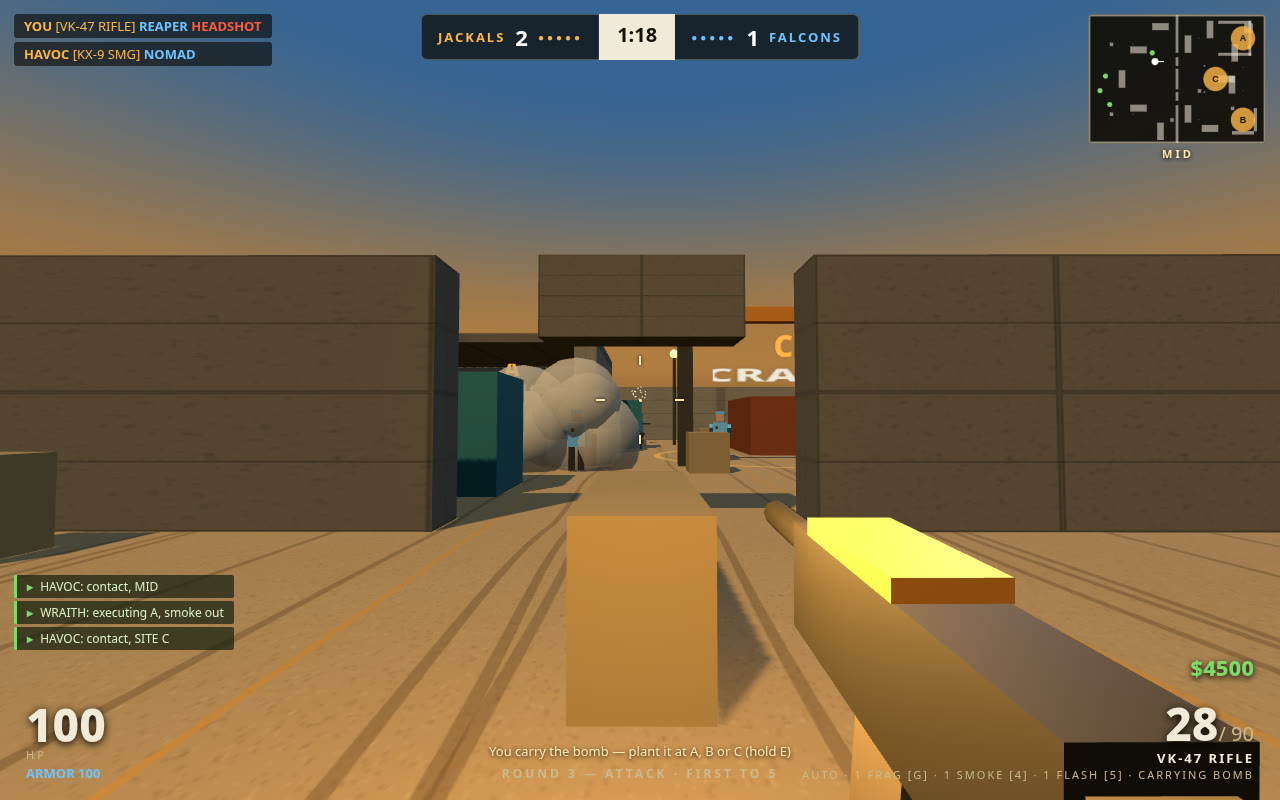 YOU [VK-47 RIFLE] REAPER HEADSHOT
HAVOC [KX-9 SMG] NOMAD
JACKALS 2
1:18
1 FALCONS
A
C
B
MID
C
CRA
A
► HAVOC: contact, MID
► WRAITH: executing A, smoke out
► HAVOC: contact, SITE C
$4500
100
HP
ARMOR 100
28 / 90
VK-47 RIFLE
You carry the bomb — plant it at A, B or C (hold E)
ROUND 3 — ATTACK · FIRST TO 5
AUTO · 1 FRAG [G] · 1 SMOKE [4] · 1 FLASH [5] · CARRYING BOMB